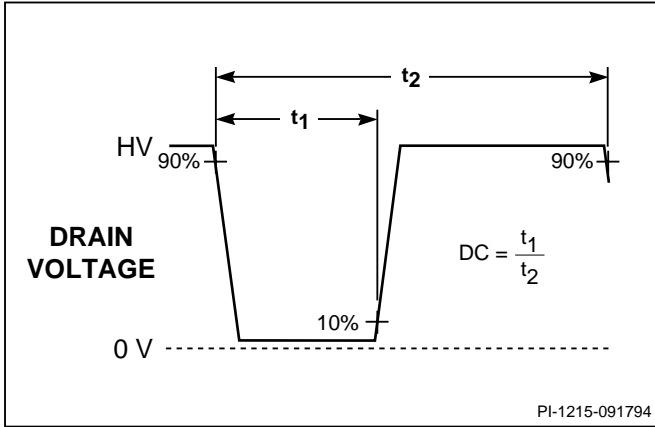 t2
t1
HV
90%
90%
DRAIN
VOLTAGE
DC = t1
t2
10%
0 V
PI-1215-091794